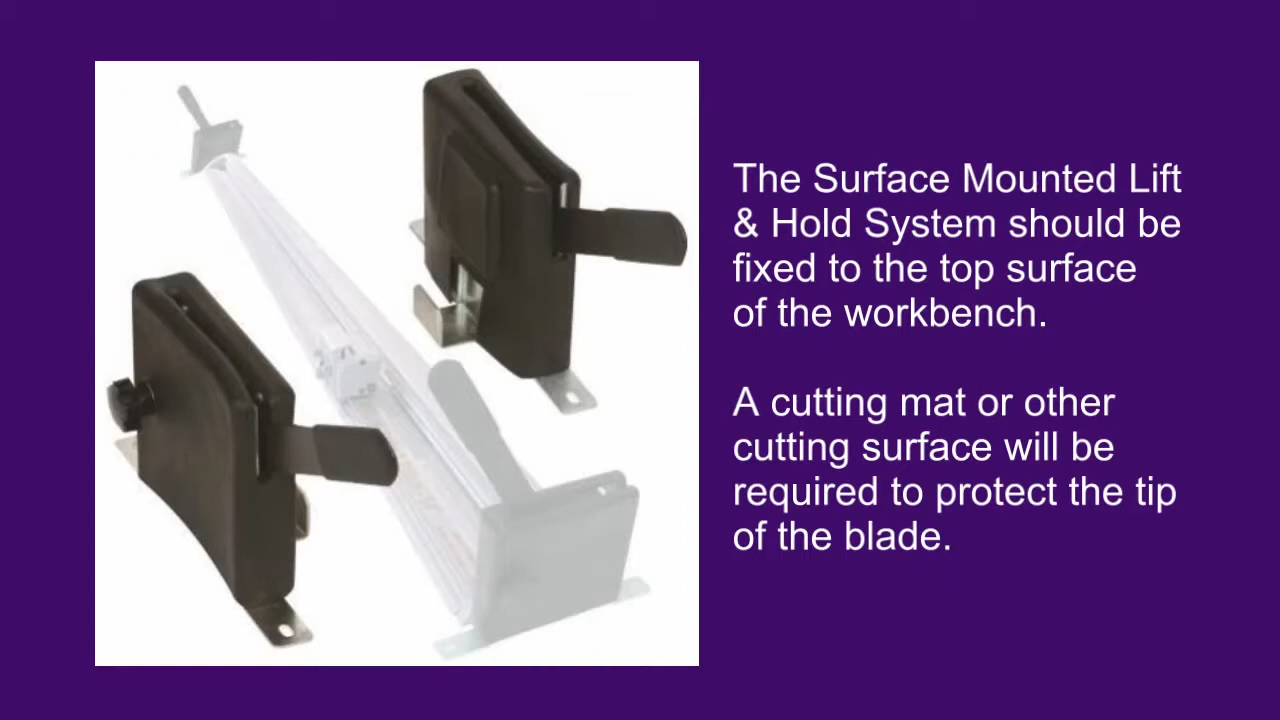 The Surface Mounted Lift
& Hold System should be
fixed to the top surface
of the workbench.
A cutting mat or other
cutting surface will be
required to protect the tip
of the blade.